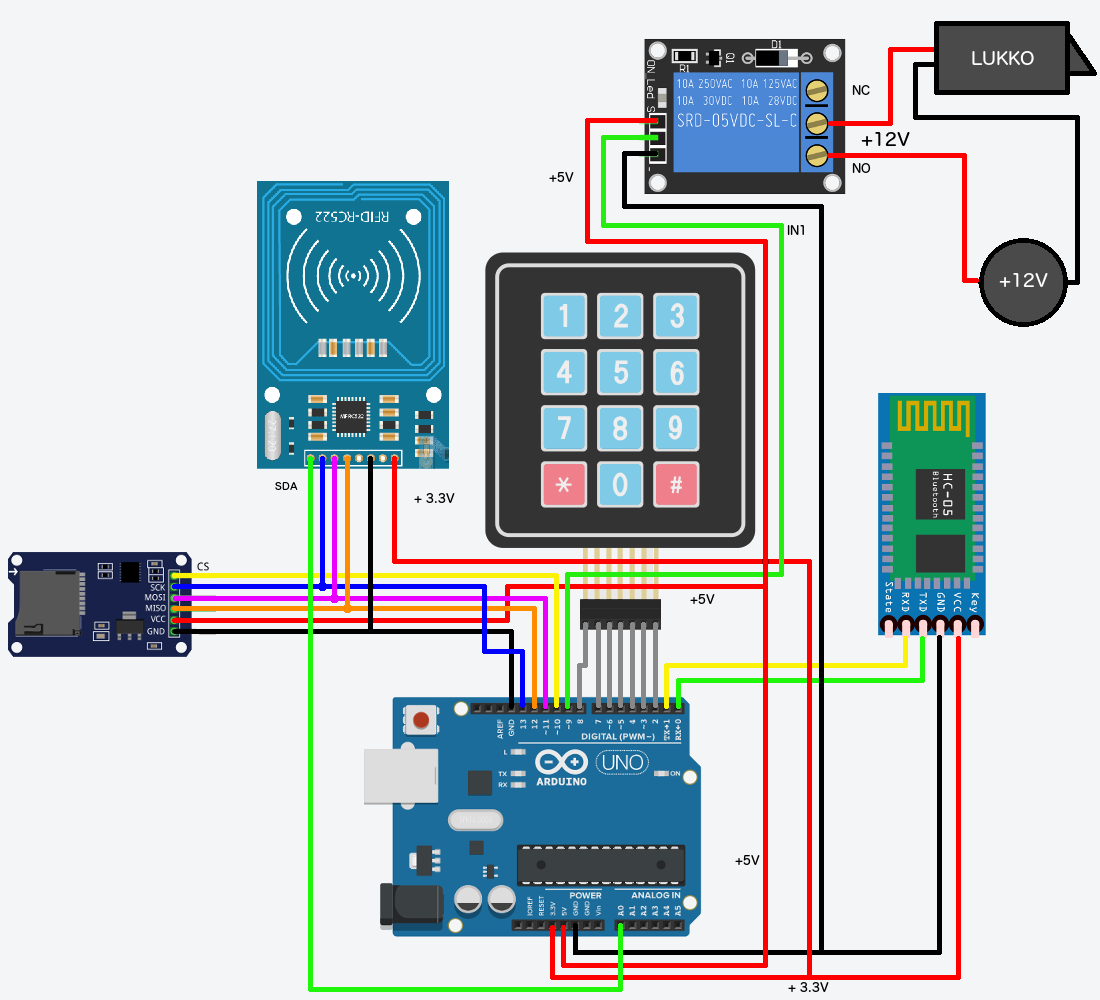 D1
Q1
R1
ON Led
S
10A 250VAC 10A 125VAC
10A 30VDC 10A 28VDC
SRD-05VDC-SL-C
NC
+12V
NO
LUKKO
+5V
IN1
+12V
RFID-RC522
MFRC522
SDA
+ 3.3V
1 2 3
4 5 6
7 8 9
* 0 #
HC-05
Bluetooth
State
RXD
TXD
GND
VCC
Key
CS
SCK
MOSI
MISO
VCC
GND
+5V
AREF
GND
13
12
~11
~10
~9
8
7
~6
~5
4
~3
2
TX→1
RX←0
DIGITAL (PWM~)
L
TX
RX
ARDUINO
UNO
ON
+5V
POWER
ANALOG IN
IOREF
RESET
3.3V
5V
GND
GND
Vin
A0
A1
A2
A3
A4
A5
+ 3.3V